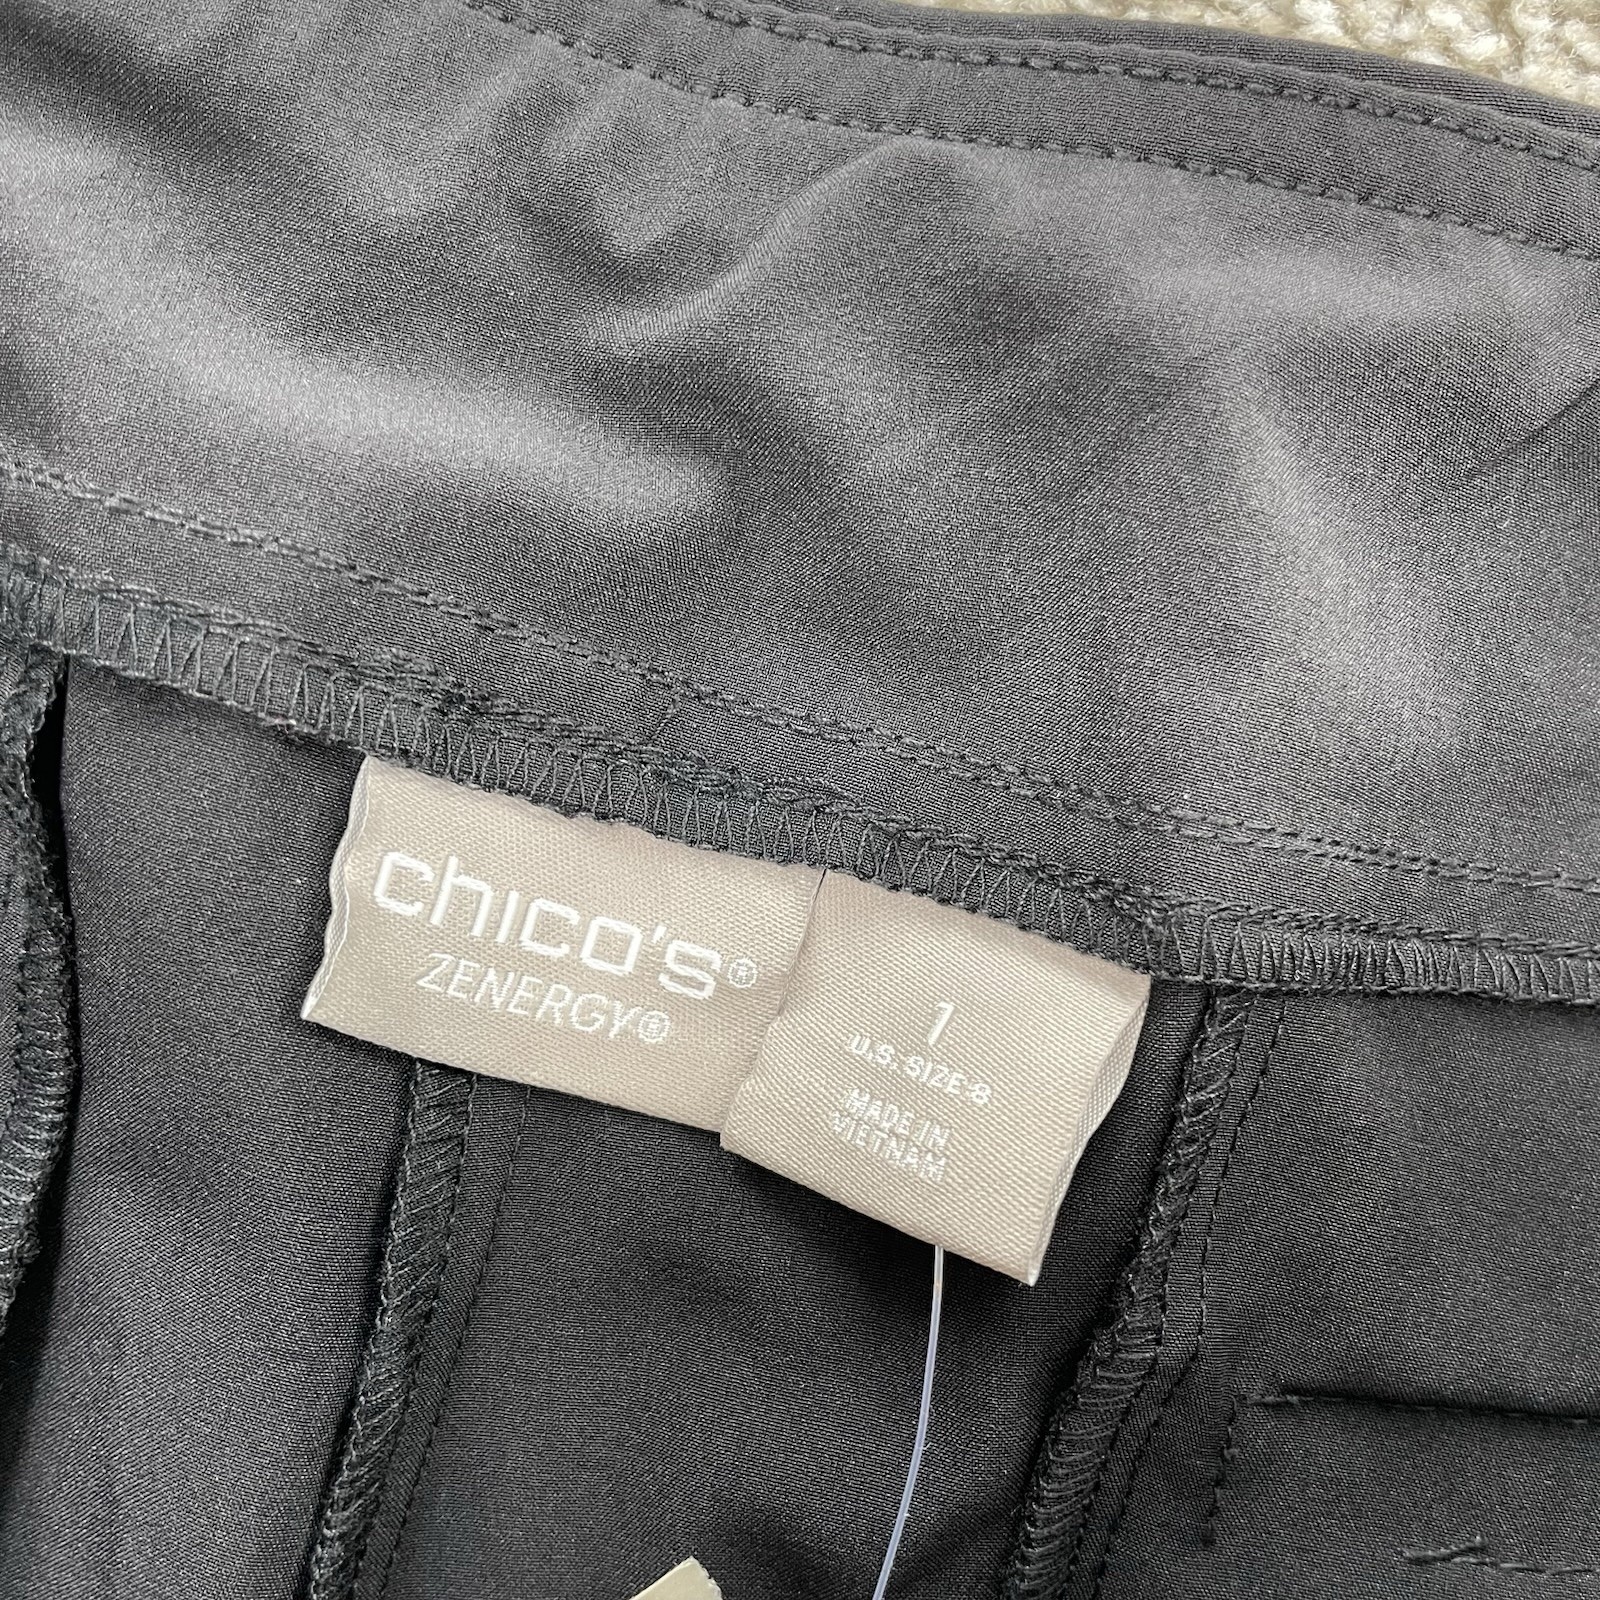 chico's®
ZENERGY®
1
U.S. SIZE 8
MADE IN
VIETNAM